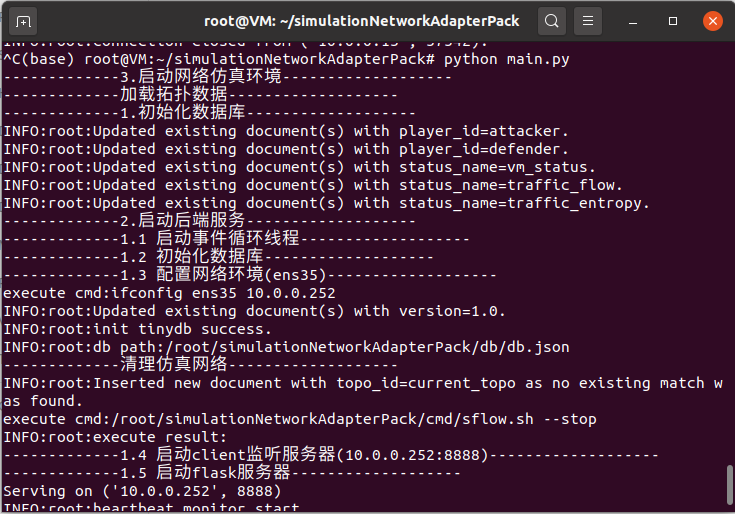 root@VM: ~/simulationNetworkAdapterPack
INFO:root:Connection closed from ('10.0.0.15', 37542).
^C(base) root@VM:~/simulationNetworkAdapterPack# python main.py
-------------3.启动网络仿真环境-------------------
-------------加载拓扑数据-------------------
-------------1.初始化数据库-------------------
INFO:root:Updated existing document(s) with player_id=attacker.
INFO:root:Updated existing document(s) with player_id=defender.
INFO:root:Updated existing document(s) with status_name=vm_status.
INFO:root:Updated existing document(s) with status_name=traffic_flow.
INFO:root:Updated existing document(s) with status_name=traffic_entropy.
-------------2.启动后端服务-------------------
-------------1.1 启动事件循环线程-------------------
-------------1.2 初始化数据库-------------------
-------------1.3 配置网络环境(ens35)-------------------
execute cmd:ifconfig ens35 10.0.0.252
INFO:root:Updated existing document(s) with version=1.0.
INFO:root:init tinydb success.
INFO:root:db path:/root/simulationNetworkAdapterPack/db/db.json
-------------清理仿真网络-------------------
INFO:root:Inserted new document with topo_id=current_topo as no existing match w
as found.
execute cmd:/root/simulationNetworkAdapterPack/cmd/sflow.sh --stop
INFO:root:execute result:
-------------1.4 启动client监听服务器(10.0.0.252:8888)-------------------
-------------1.5 启动flask服务器-------------------
Serving on ('10.0.0.252', 8888)
INFO:root:heartbeat monitor start